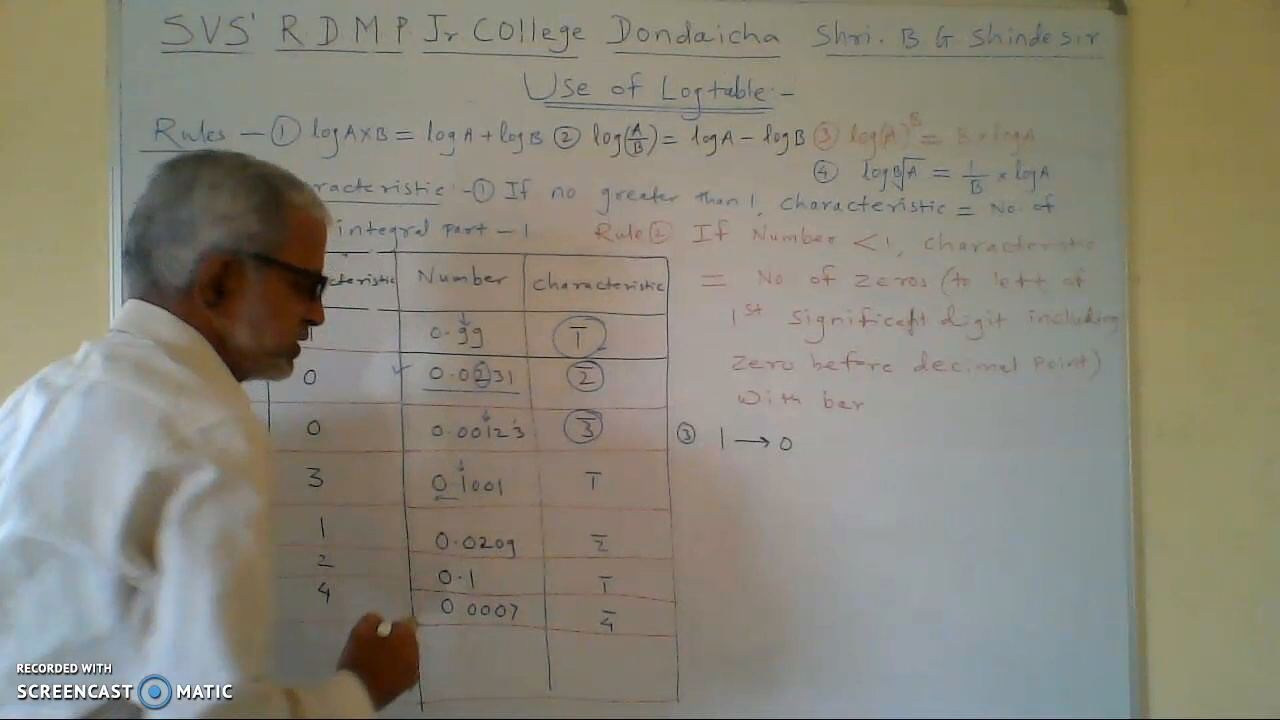 SVS' R D M P Jr College Dondaicha Shri. B G Shinde sir
Use of Logtable:-
Rules - ① log A×B = log A + log B ② log(A/B) = log A - log B ③ log(A)^B = B × log A
④ log B√A = 1/B × log A
racteristic - ① If no greater than 1, characteristic = No. of
integral part - 1 Rule ② If Number < 1, characteristic
= No of zeros (to left of
1st significant digit including
zero before decimal point)
with bar
③ 1 → 0
cteristic Number characteristic
1 0.99 1̅
0 0.0231 2̅
0 0.00123 3̅
3 0.1001 1̅
1 0.0209 2̅
2 0.1 1̅
4 0.0007 4̅
RECORDED WITH
SCREENCAST MATIC